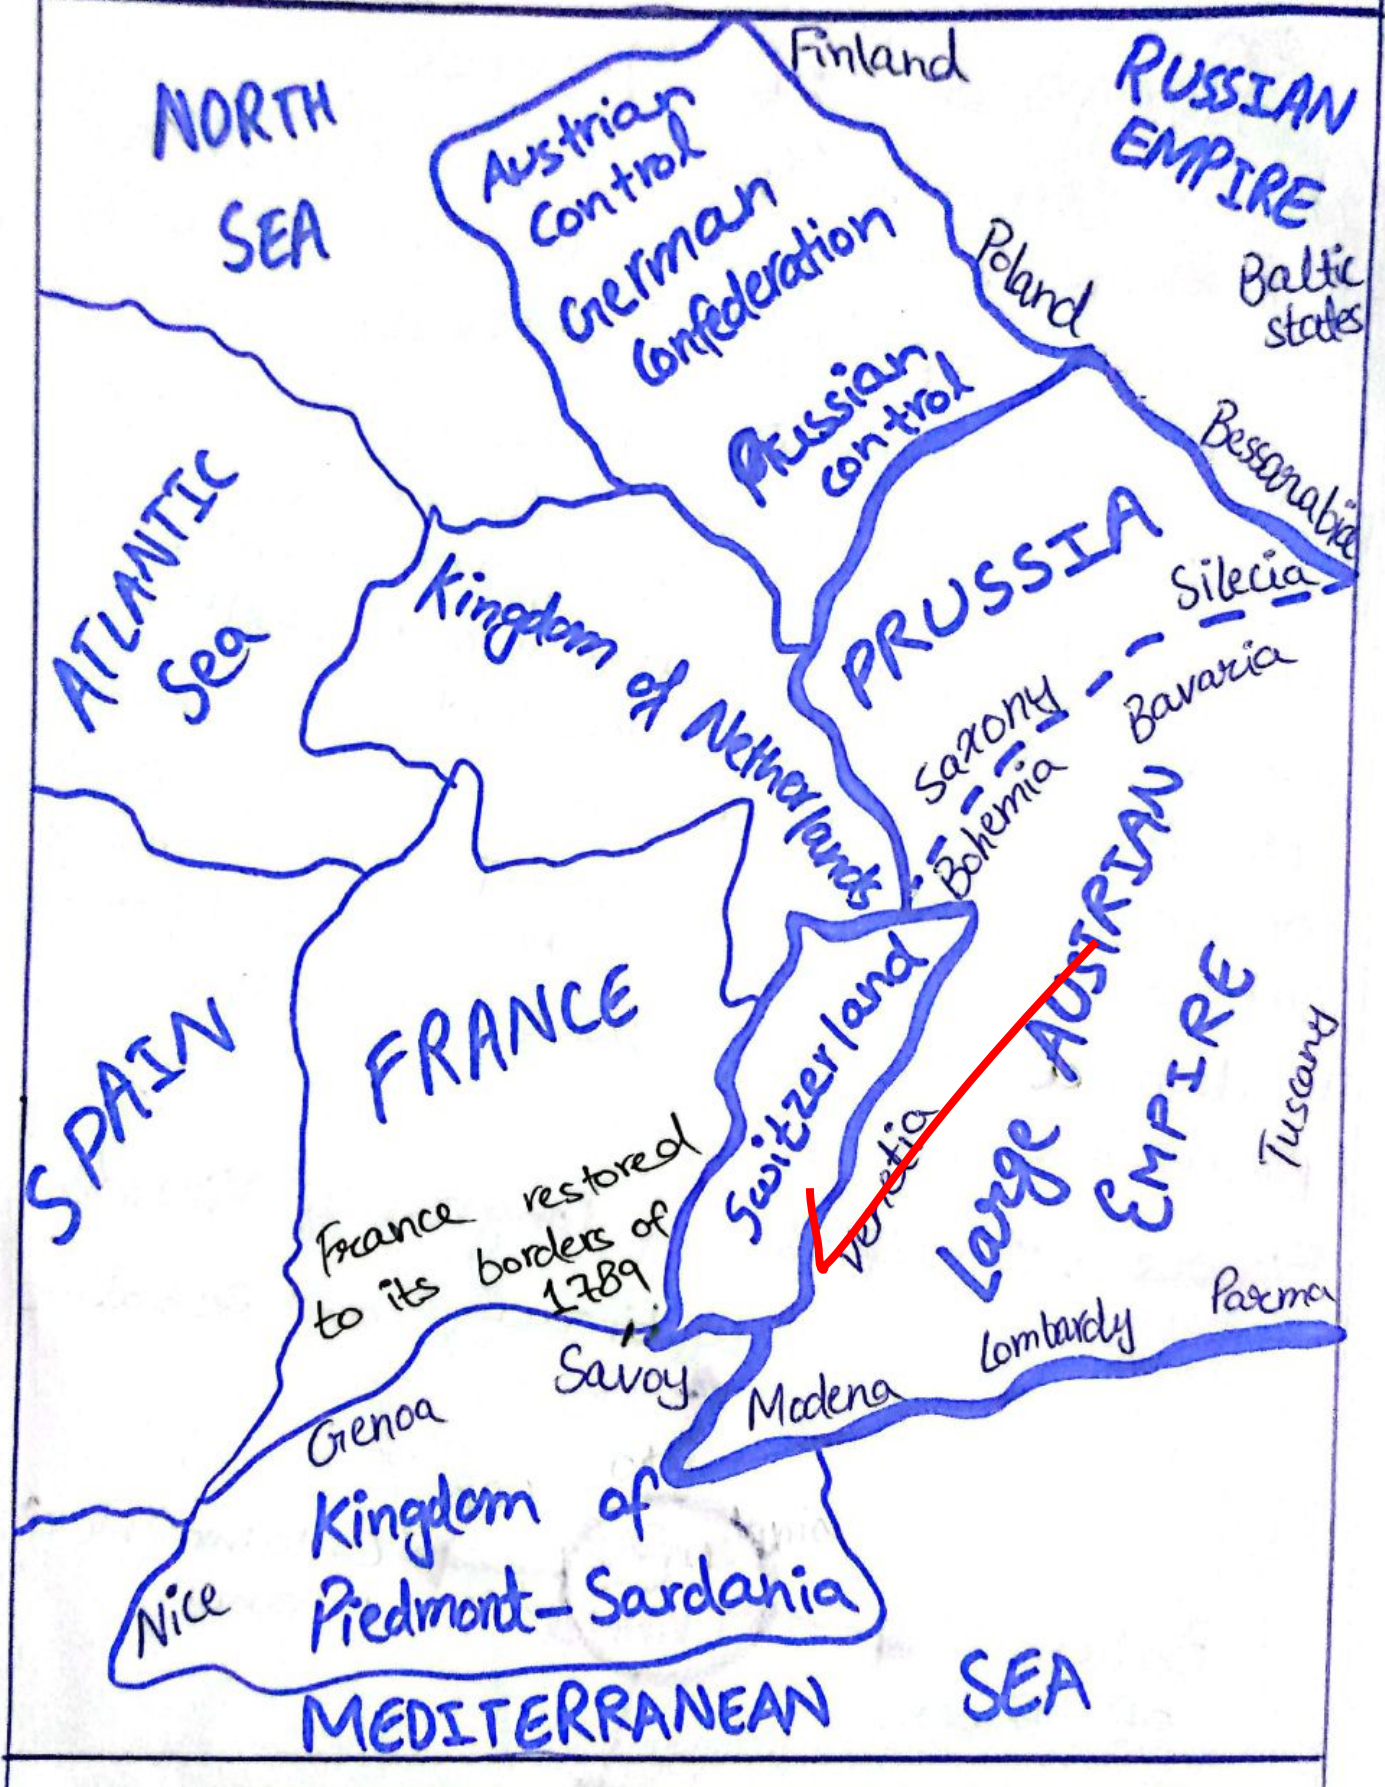 Finland
RUSSIAN
EMPIRE
NORTH
SEA
Austrian
control
German
Confederation
Poland
Baltic
states
Prussian
control
Bessarabia
ATLANTIC
Sea
Kingdom of Netherlands
PRUSSIA
Silecia
Saxony
Bavaria
Bohemia
SPAIN
FRANCE
Switzerland
Large AUSTRIAN
EMPIRE
Venetia
Tuscany
France restored
to its borders of
1789
Savoy
Modena
Lombardy
Parma
Genoa
Kingdom of
Piedmont-Sardania
Nice
MEDITERRANEAN SEA